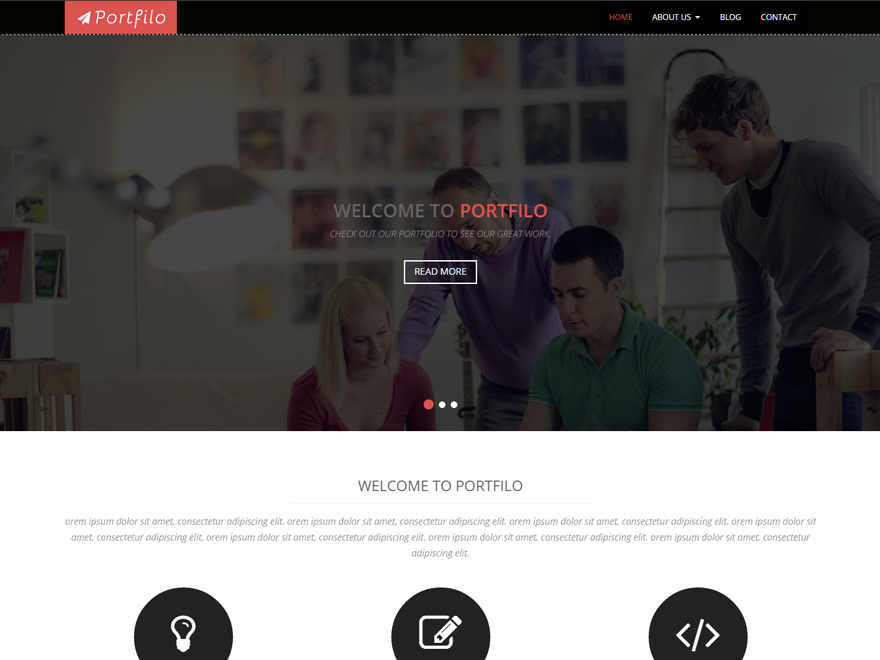 Portfilo
HOME ABOUT US BLOG CONTACT
WELCOME TO PORTFILO
CHECK OUT OUR PORTFOLIO TO SEE OUR GREAT WORK.
READ MORE
WELCOME TO PORTFILO
orem ipsum dolor sit amet, consectetur adipiscing elit. orem ipsum dolor sit amet, consectetur adipiscing elit. orem ipsum dolor sit amet, consectetur adipiscing elit. orem ipsum dolor sit
amet, consectetur adipiscing elit. orem ipsum dolor sit amet, consectetur adipiscing elit. orem ipsum dolor sit amet, consectetur adipiscing elit. orem ipsum dolor sit amet, consectetur
adipiscing elit.